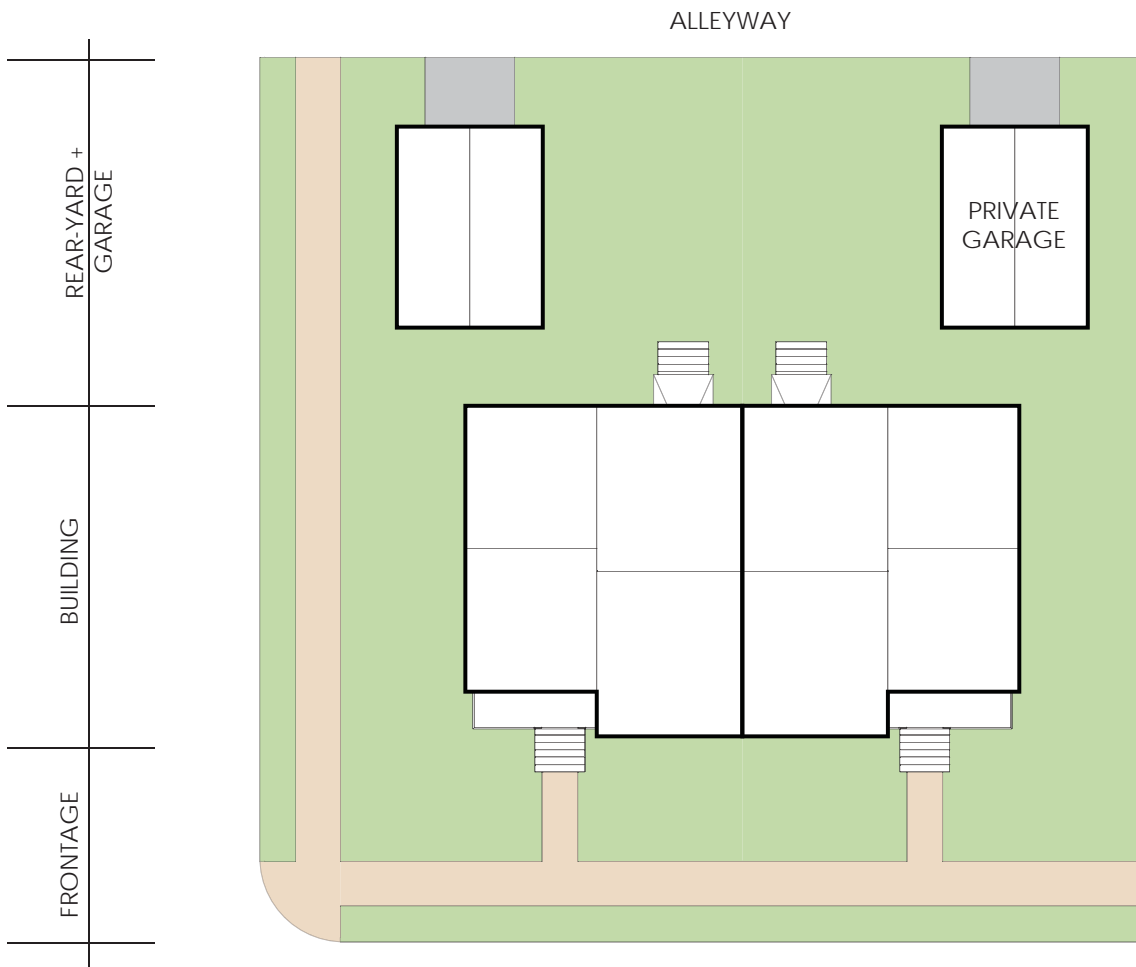 ALLEYWAY
REAR-YARD +
GARAGE
PRIVATE
GARAGE
BUILDING
FRONTAGE